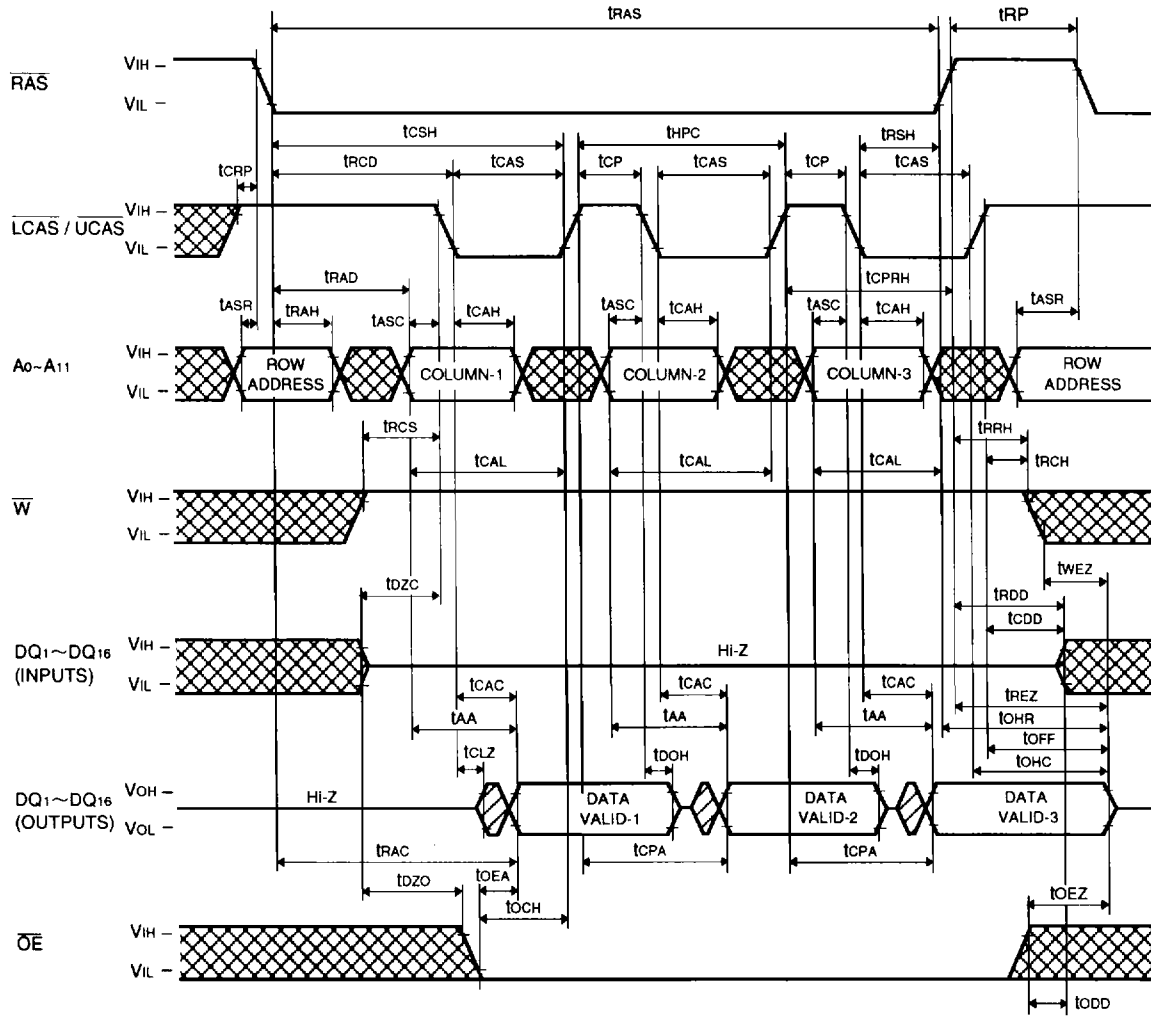 tRAS tRP
RAS
VIH
VIL
tCSH tHPC tRSH
tCRP tRCD tCAS tCP tCAS tCP tCAS
LCAS / UCAS
VIH
VIL
tRAD tCPRH
tASR tRAH tASC tCAH tASC tCAH tASC tCAH tASR
A0~A11
VIH
VIL
ROW ADDRESS
COLUMN-1
COLUMN-2
COLUMN-3
ROW ADDRESS
tRCS tRRH
tCAL tCAL tCAL tRCH
W
VIH
VIL
tWEZ
tDZC tRDD
tCDD
DQ1~DQ16
(INPUTS)
VIH
VIL
Hi-Z
tCAC tCAC tCAC tREZ
tAA tAA tAA tOHR
tCLZ tDOH tDOH tOFF
tOHC
DQ1~DQ16
(OUTPUTS)
VOH
VOL
Hi-Z
DATA VALID-1
DATA VALID-2
DATA VALID-3
tRAC tCPA tCPA
tDZO tOEA tOEZ
tOCH
OE
VIH
VIL
tODD